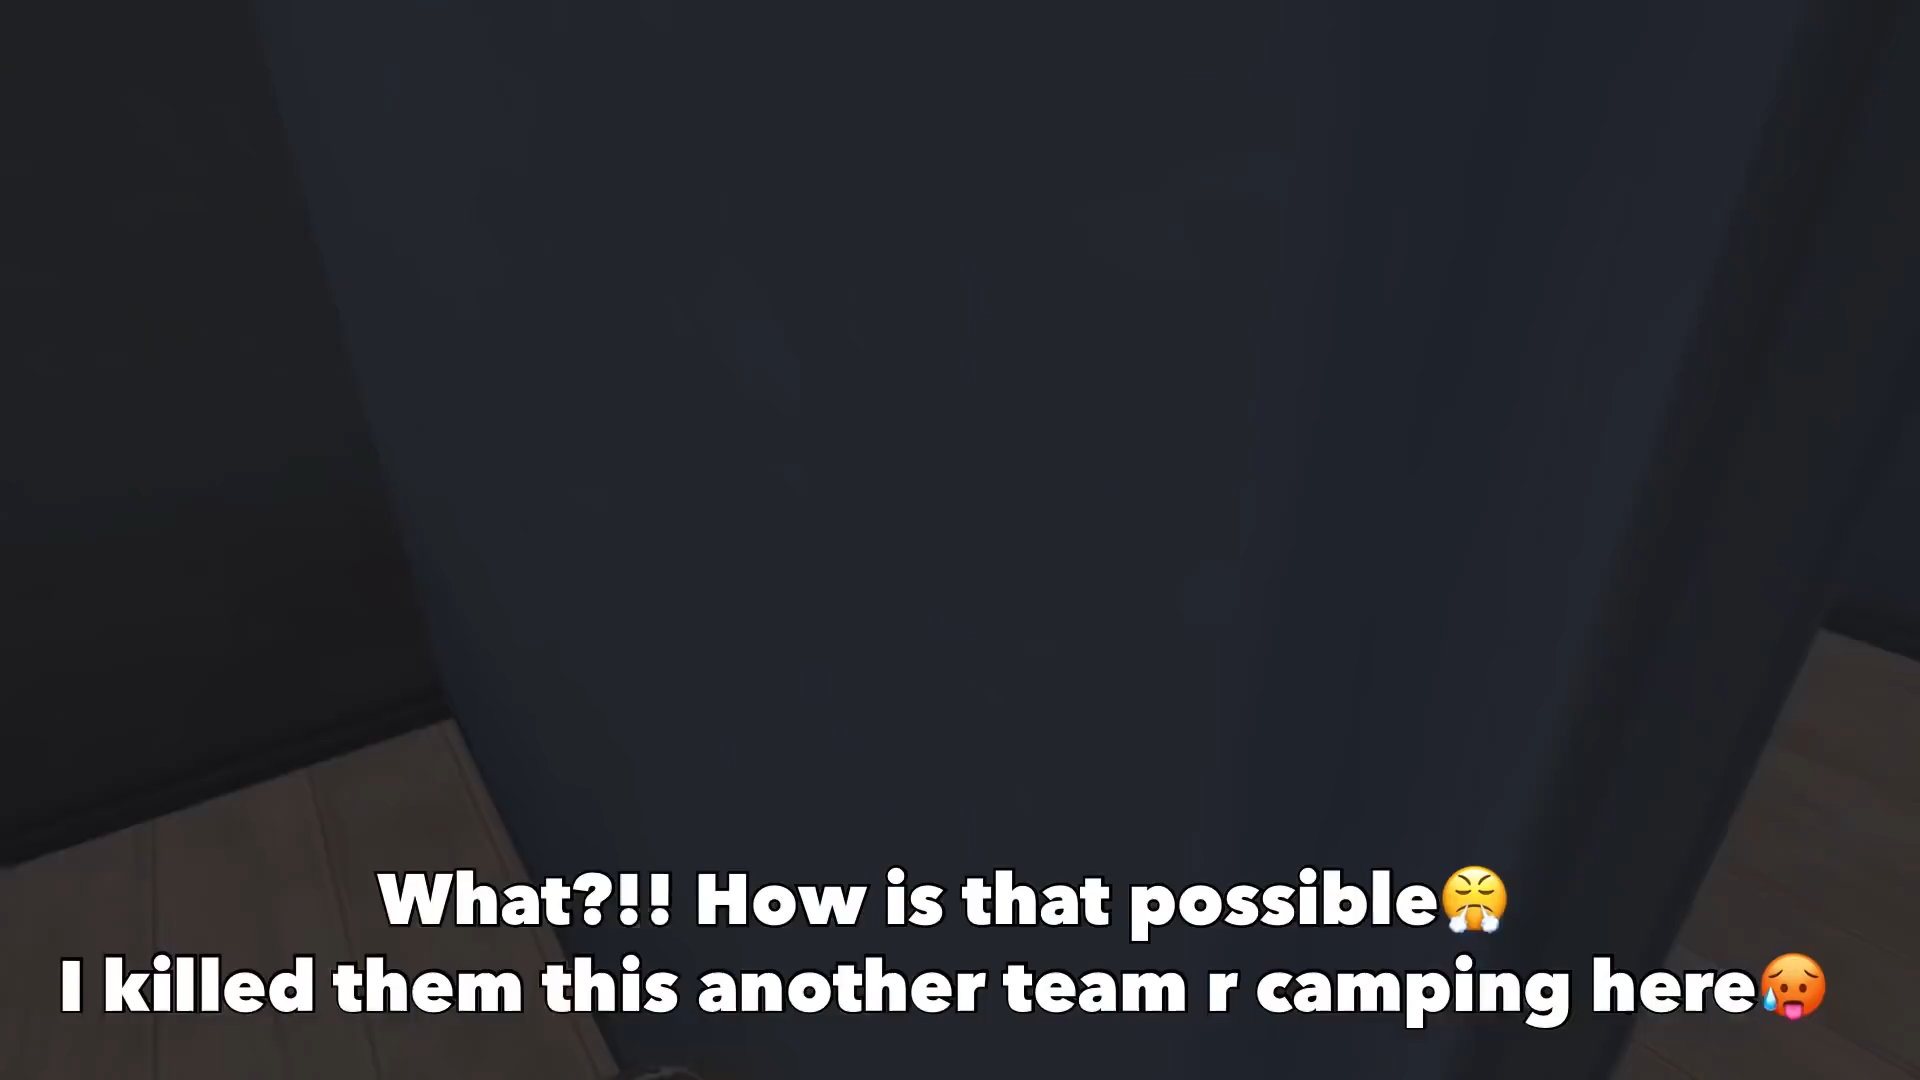 What?!! How is that possible😤
I killed them this another team r camping here🥵